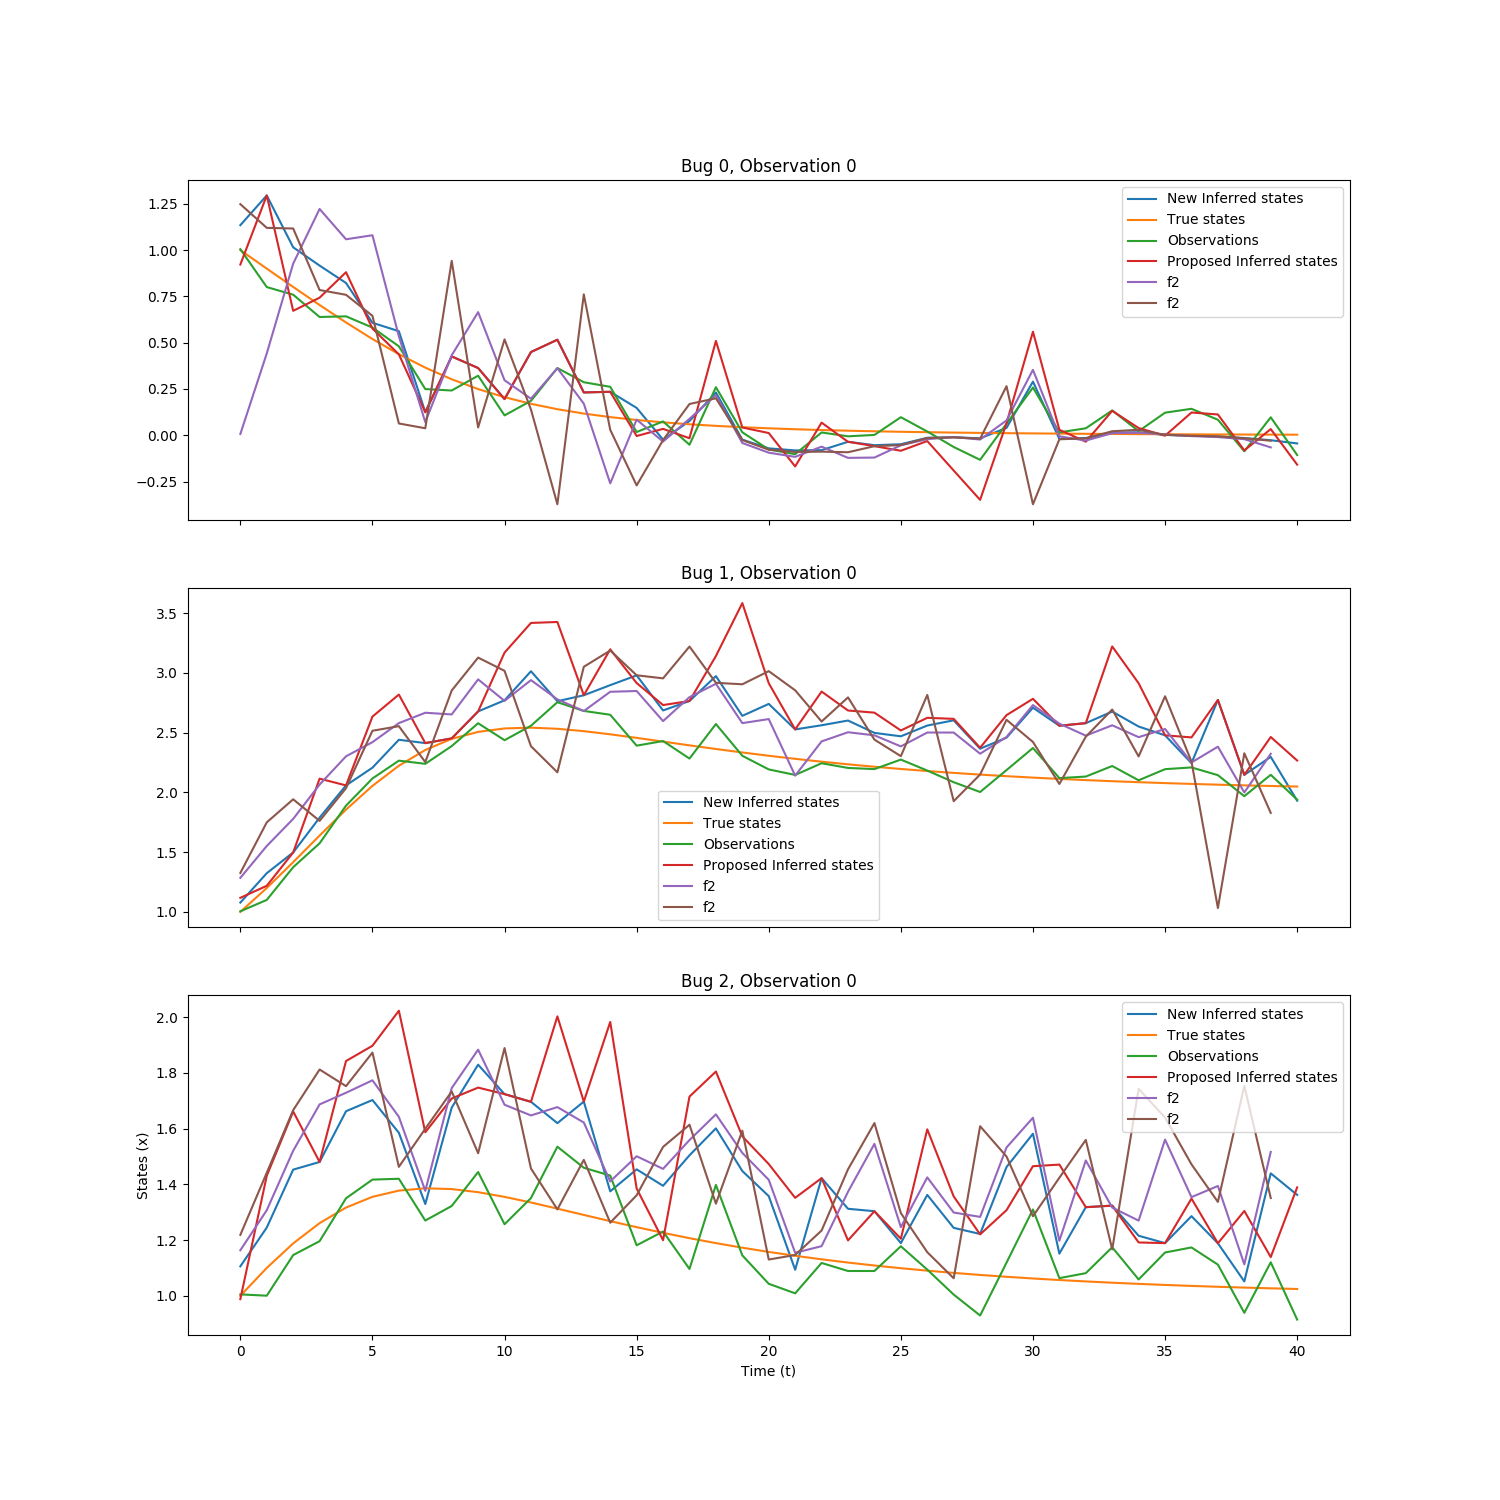 Bug 0, Observation 0
1.25
1.00
0.75
0.50
0.25
0.00
−0.25
New Inferred states
True states
Observations
Proposed Inferred states
f2
f2
Bug 1, Observation 0
3.5
3.0
2.5
2.0
1.5
1.0
New Inferred states
True states
Observations
Proposed Inferred states
f2
f2
Bug 2, Observation 0
States (x)
2.0
1.8
1.6
1.4
1.2
1.0
New Inferred states
True states
Observations
Proposed Inferred states
f2
f2
0 5 10 15 20 25 30 35 40
Time (t)